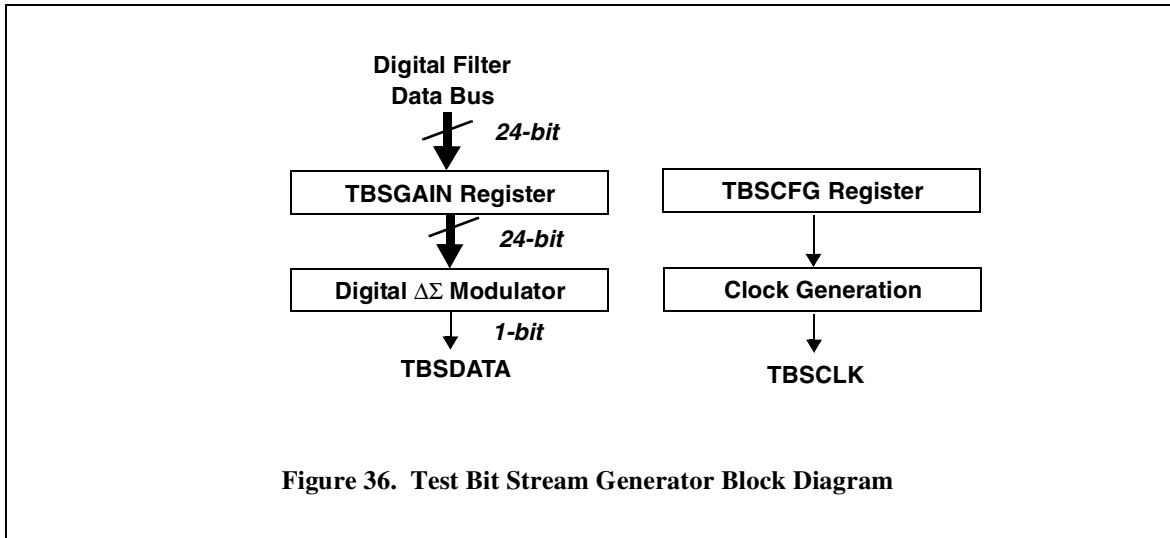 Digital Filter
Data Bus
24-bit
TBSGAIN Register
24-bit
Digital ΔΣ Modulator
1-bit
TBSDATA
TBSCFG Register
Clock Generation
TBSCLK
Figure 36. Test Bit Stream Generator Block Diagram